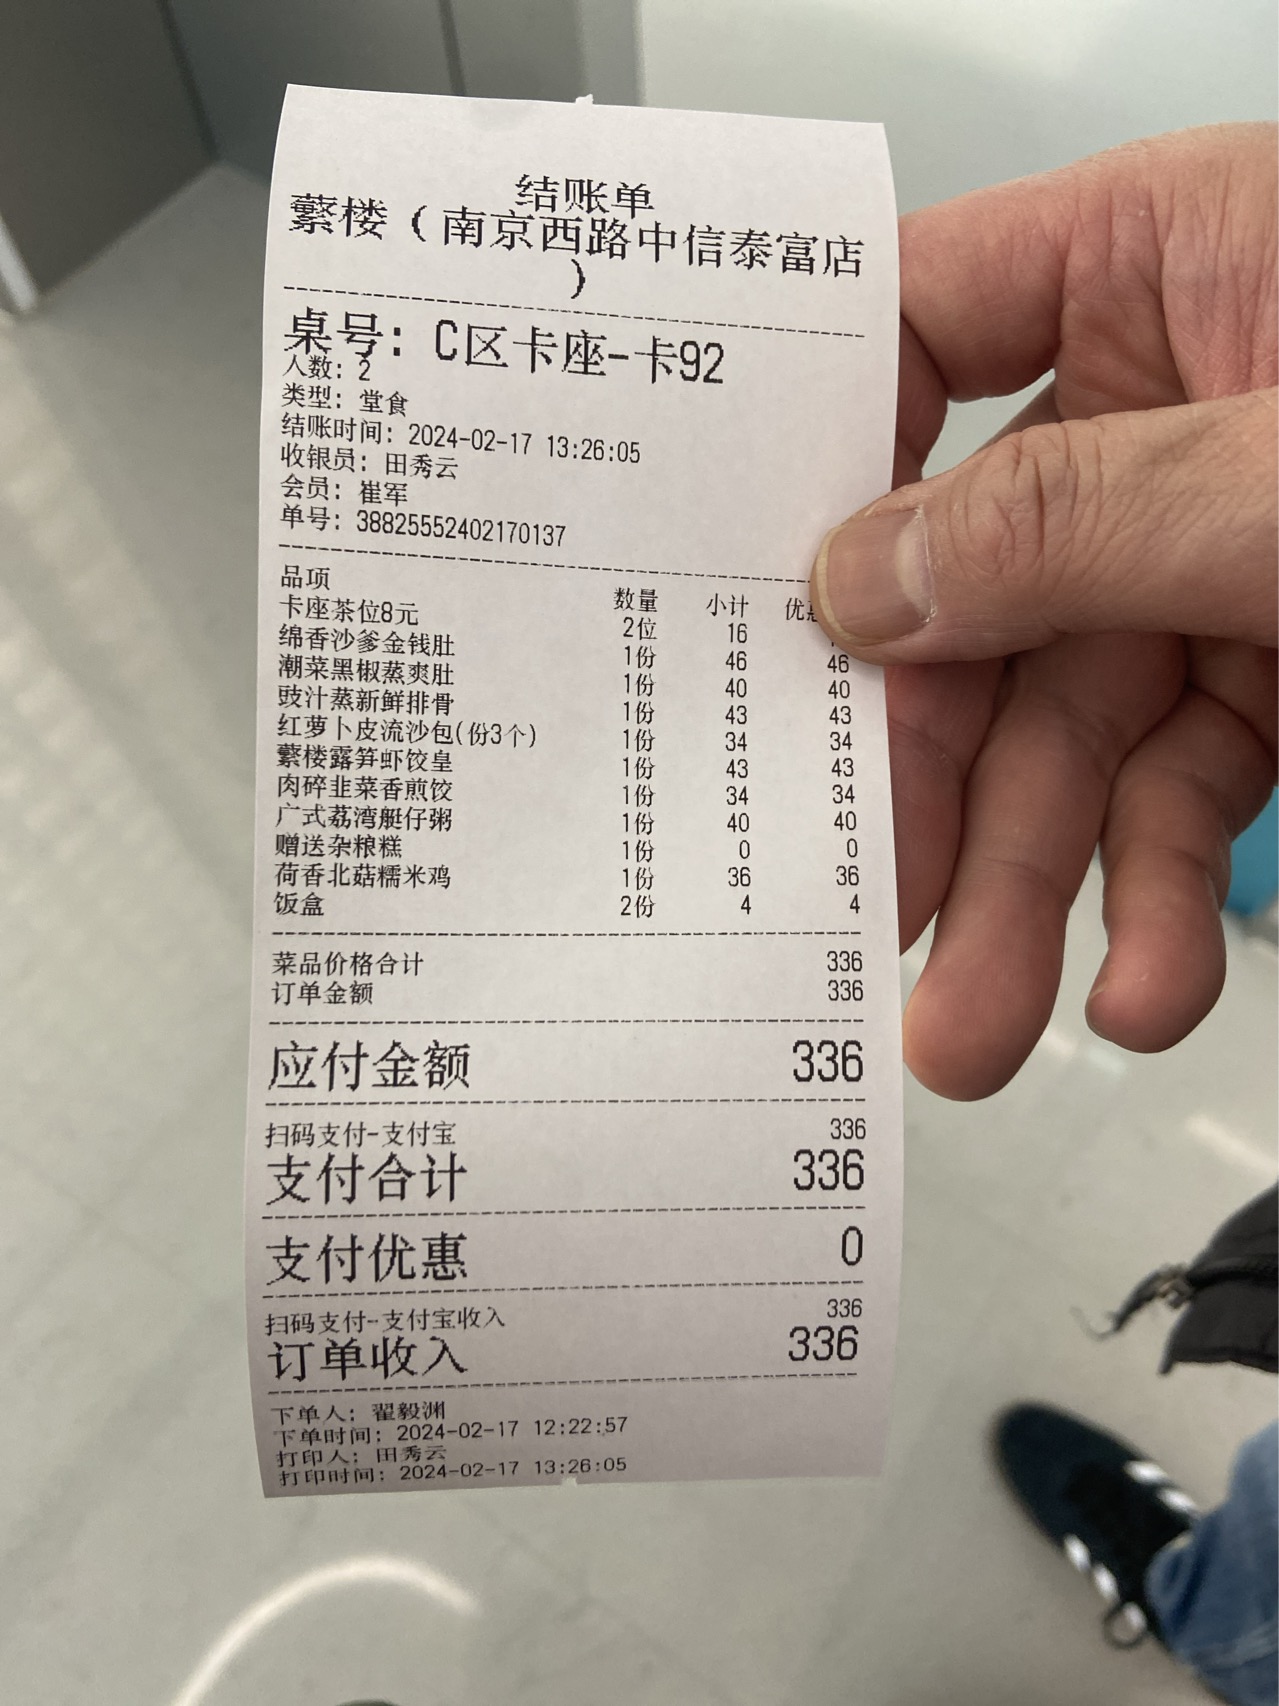 结账单
蘩楼（南京西路中信泰富店
）
桌号: C区卡座-卡92
人数: 2
类型: 堂食
结账时间: 2024-02-17 13:26:05
收银员: 田秀云
会员: 崔军
单号: 38825552402170137
品项 数量 小计
卡座茶位8元 2位 16
绵香沙爹金钱肚 1份 46 46
潮菜黑椒蒸爽肚 1份 40 40
豉汁蒸新鲜排骨 1份 43 43
红萝卜皮流沙包(份3个) 1份 34 34
蘩楼露笋虾饺皇 1份 43 43
肉碎韭菜香煎饺 1份 34 34
广式荔湾艇仔粥 1份 40 40
赠送杂粮糕 1份 0 0
荷香北菇糯米鸡 1份 36 36
饭盒 2份 4 4
菜品价格合计 336
订单金额 336
应付金额 336
扫码支付-支付宝 336
支付合计 336
支付优惠 0
扫码支付-支付宝收入 336
订单收入 336
下单人: 翟毅渊
下单时间: 2024-02-17 12:22:57
打印人: 田秀云
打印时间: 2024-02-17 13:26:05